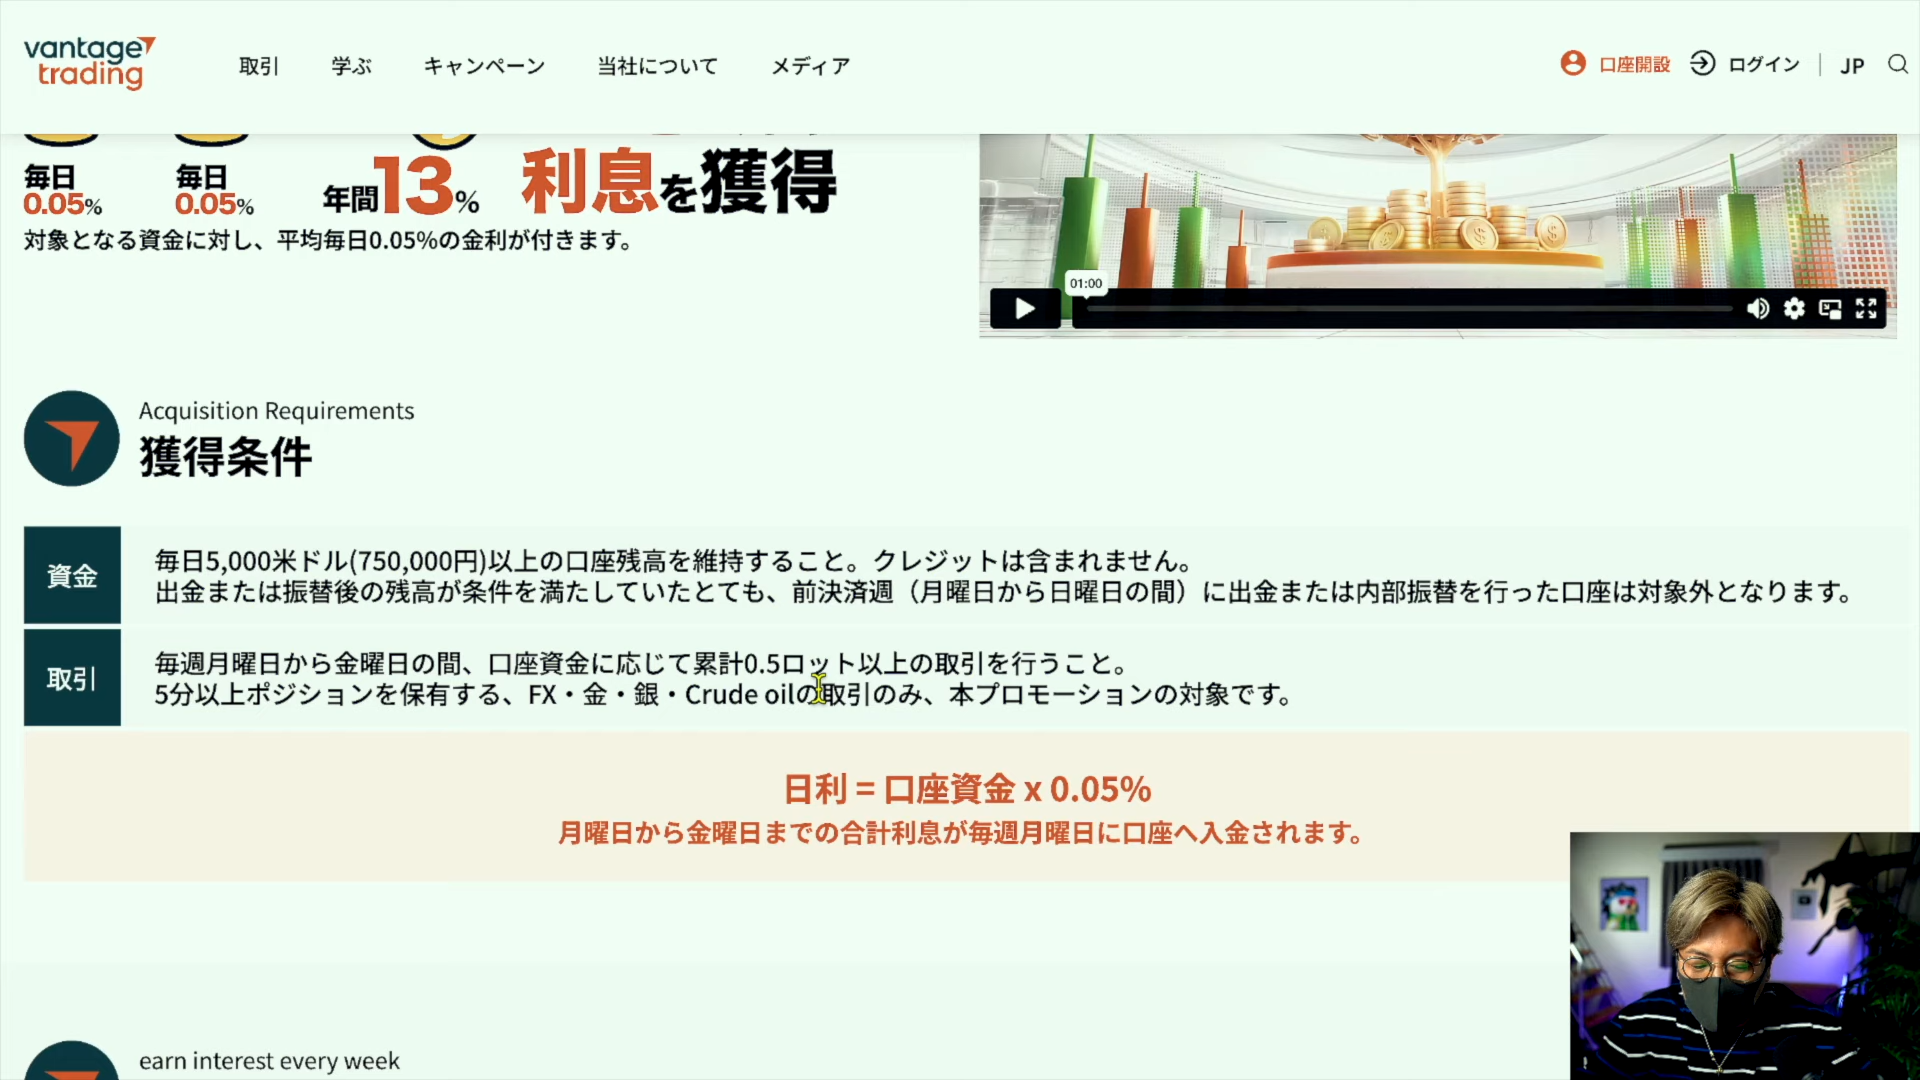 vantage
trading
取引
学ぶ
キャンペーン
当社について
メディア
口座開設
ログイン
JP
毎日
0.05%
毎日
0.05%
年間13%
利息を獲得
対象となる資金に対し、平均毎日0.05%の金利が付きます。
01:00
Acquisition Requirements
獲得条件
資金
毎日5,000米ドル(750,000円)以上の口座残高を維持すること。クレジットは含まれません。
出金または振替後の残高が条件を満たしていたとても、前決済週（月曜日から日曜日の間）に出金または内部振替を行った口座は対象外となります。
取引
毎週月曜日から金曜日の間、口座資金に応じて累計0.5ロット以上の取引を行うこと。
5分以上ポジションを保有する、FX・金・銀・Crude oilの取引のみ、本プロモーションの対象です。
日利 = 口座資金 x 0.05%
月曜日から金曜日までの合計利息が毎週月曜日に口座へ入金されます。
earn interest every week